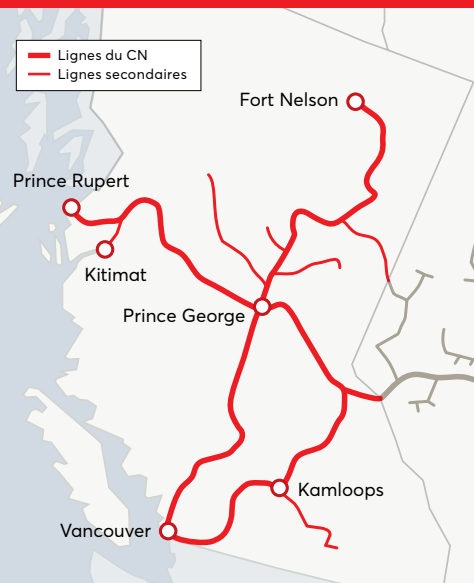 Lignes du CN
Lignes secondaires
Fort Nelson
Prince Rupert
Kitimat
Prince George
Kamloops
Vancouver